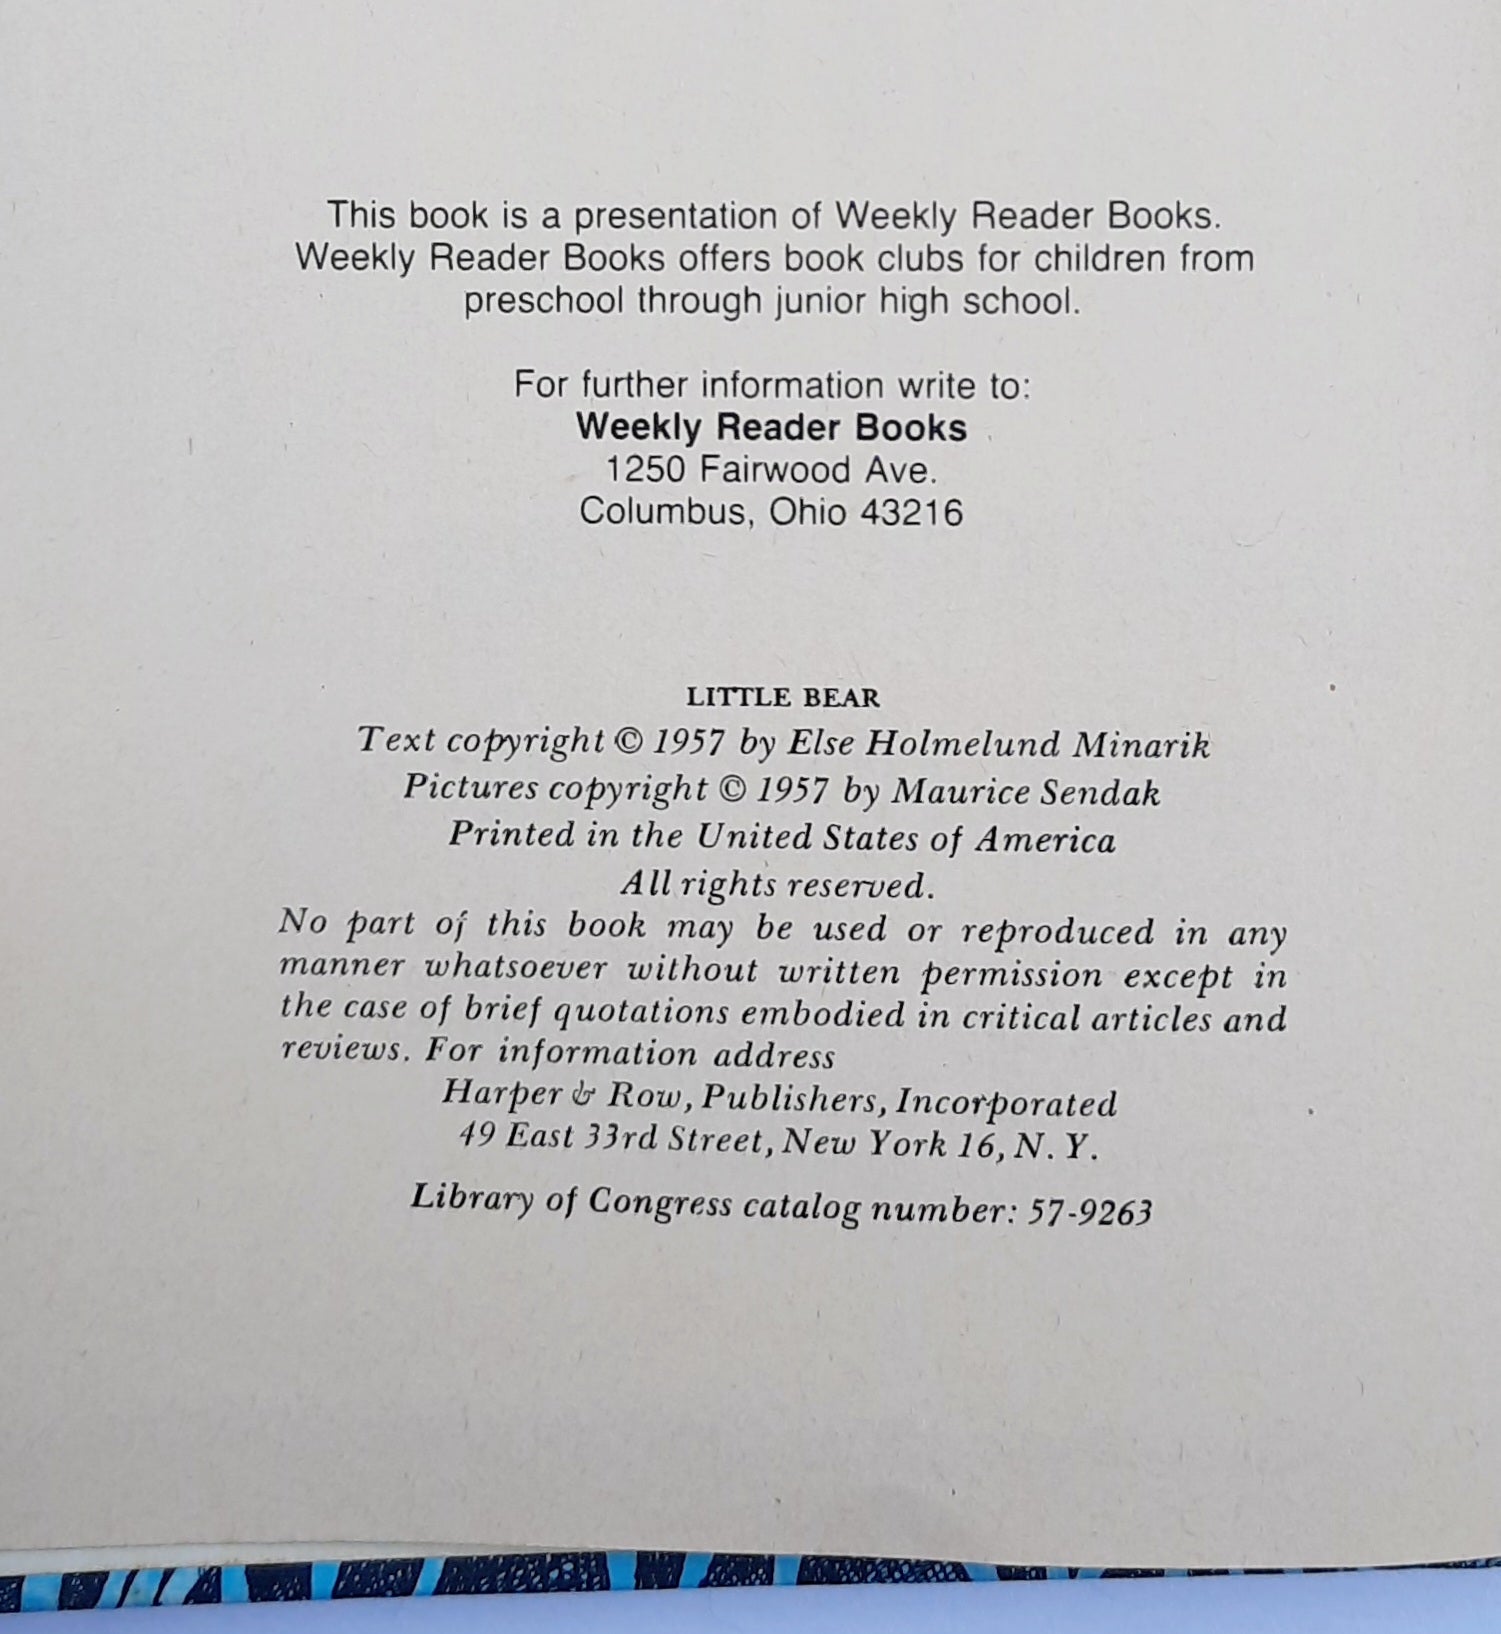 This book is a presentation of Weekly Reader Books.
Weekly Reader Books offers book clubs for children from
preschool through junior high school.
For further information write to:
Weekly Reader Books
1250 Fairwood Ave.
Columbus, Ohio 43216
LITTLE BEAR
Text copyright © 1957 by Else Holmelund Minarik
Pictures copyright © 1957 by Maurice Sendak
Printed in the United States of America
All rights reserved.
No part of this book may be used or reproduced in any
manner whatsoever without written permission except in
the case of brief quotations embodied in critical articles and
reviews. For information address
Harper & Row, Publishers, Incorporated
49 East 33rd Street, New York 16, N. Y.
Library of Congress catalog number: 57-9263